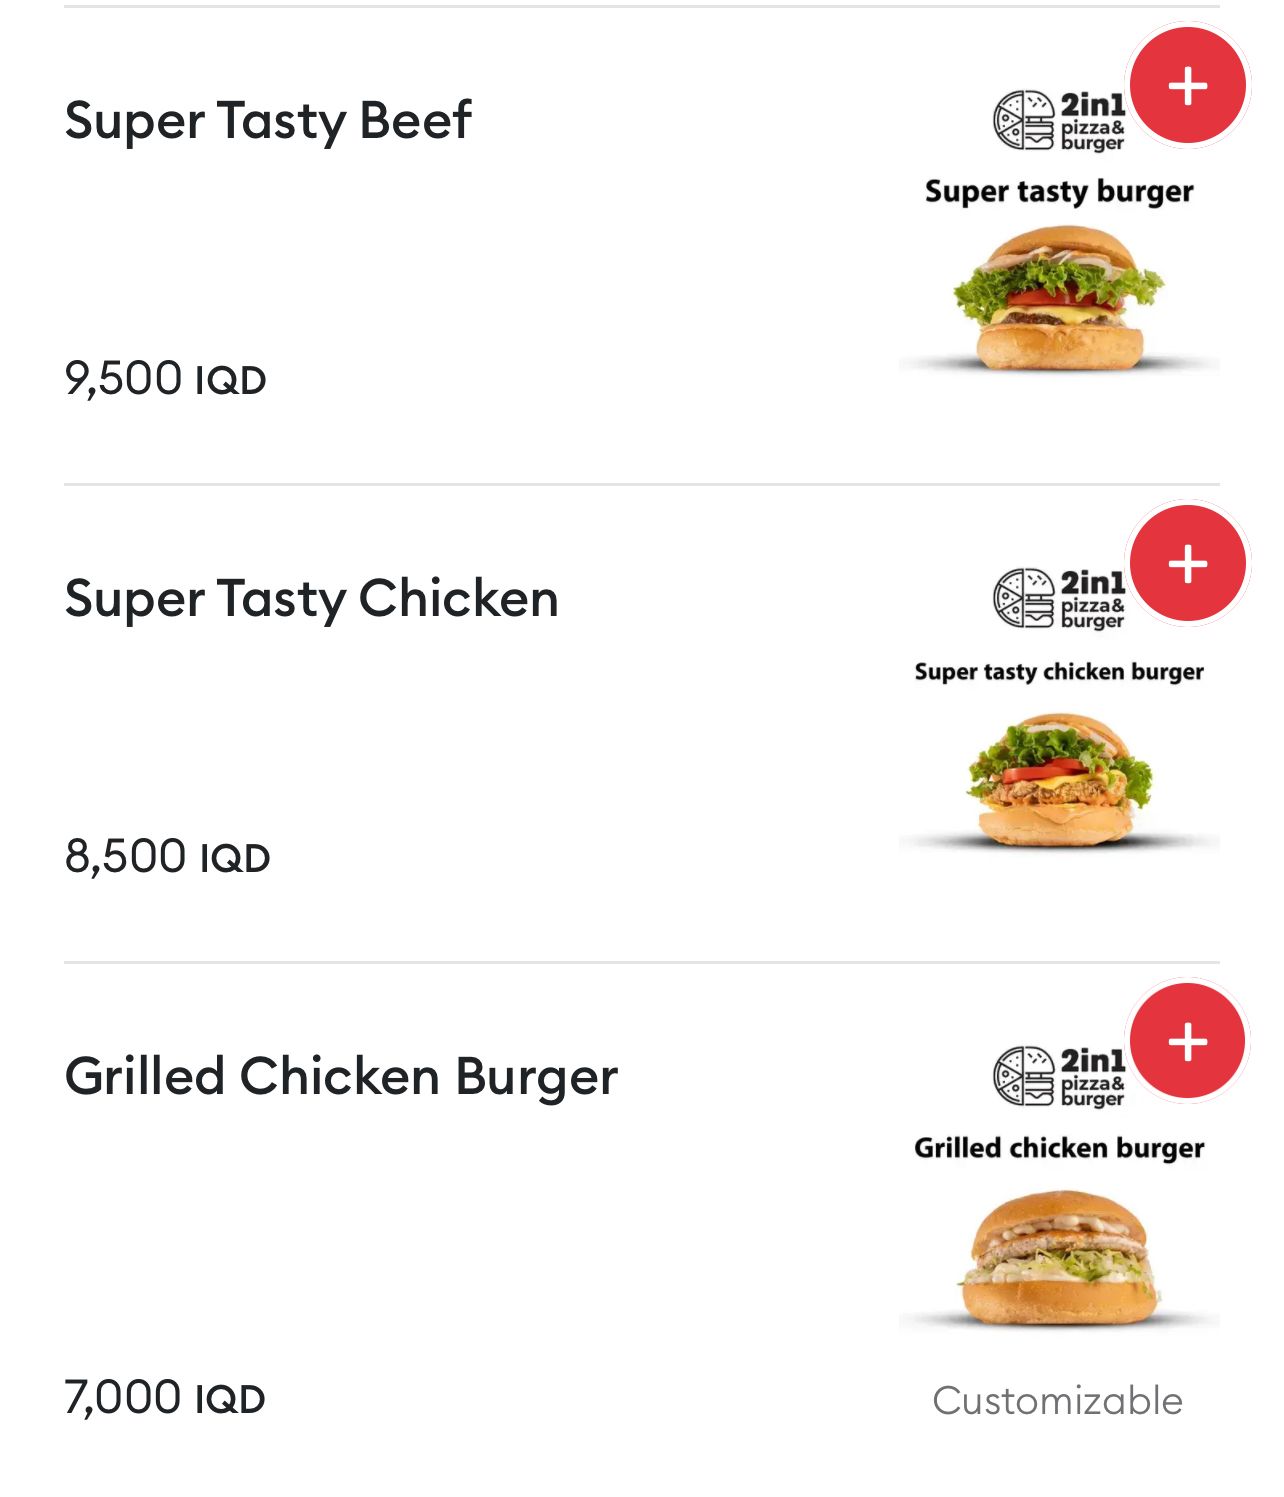 Super Tasty Beef
2in1
pizza&
burger
Super tasty burger
9,500 IQD
Super Tasty Chicken
2in1
pizza&
burger
Super tasty chicken burger
8,500 IQD
Grilled Chicken Burger
2in1
pizza&
burger
Grilled chicken burger
7,000 IQD
Customizable